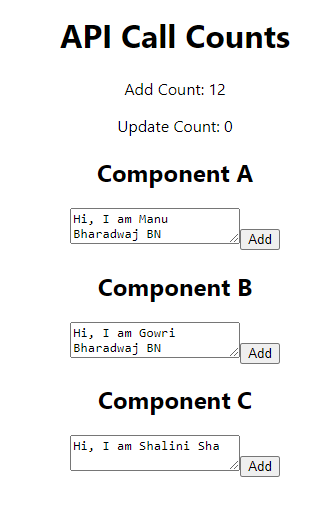 API Call Counts
Add Count: 12
Update Count: 0
Component A
Hi, I am Manu
Bharadwaj BN
Add
Component B
Hi, I am Gowri
Bharadwaj BN
Add
Component C
Hi, I am Shalini Sha
Add